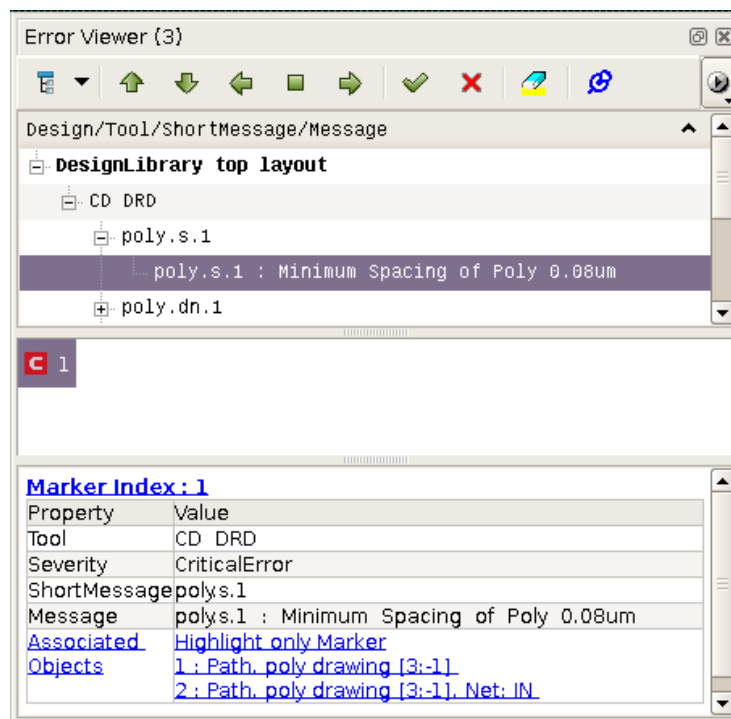 Error Viewer (3)
Design/Tool/ShortMessage/Message
DesignLibrary top layout
CD DRD
poly.s.1
poly.s.1 : Minimum Spacing of Poly 0.08um
poly.dn.1
C 1
Marker Index : 1
Property Value
Tool CD DRD
Severity CriticalError
ShortMessage poly.s.1
Message poly.s.1 : Minimum Spacing of Poly 0.08um
Associated Highlight only Marker
Objects 1 : Path, poly drawing [3:-1]
2 : Path, poly drawing [3:-1], Net: IN